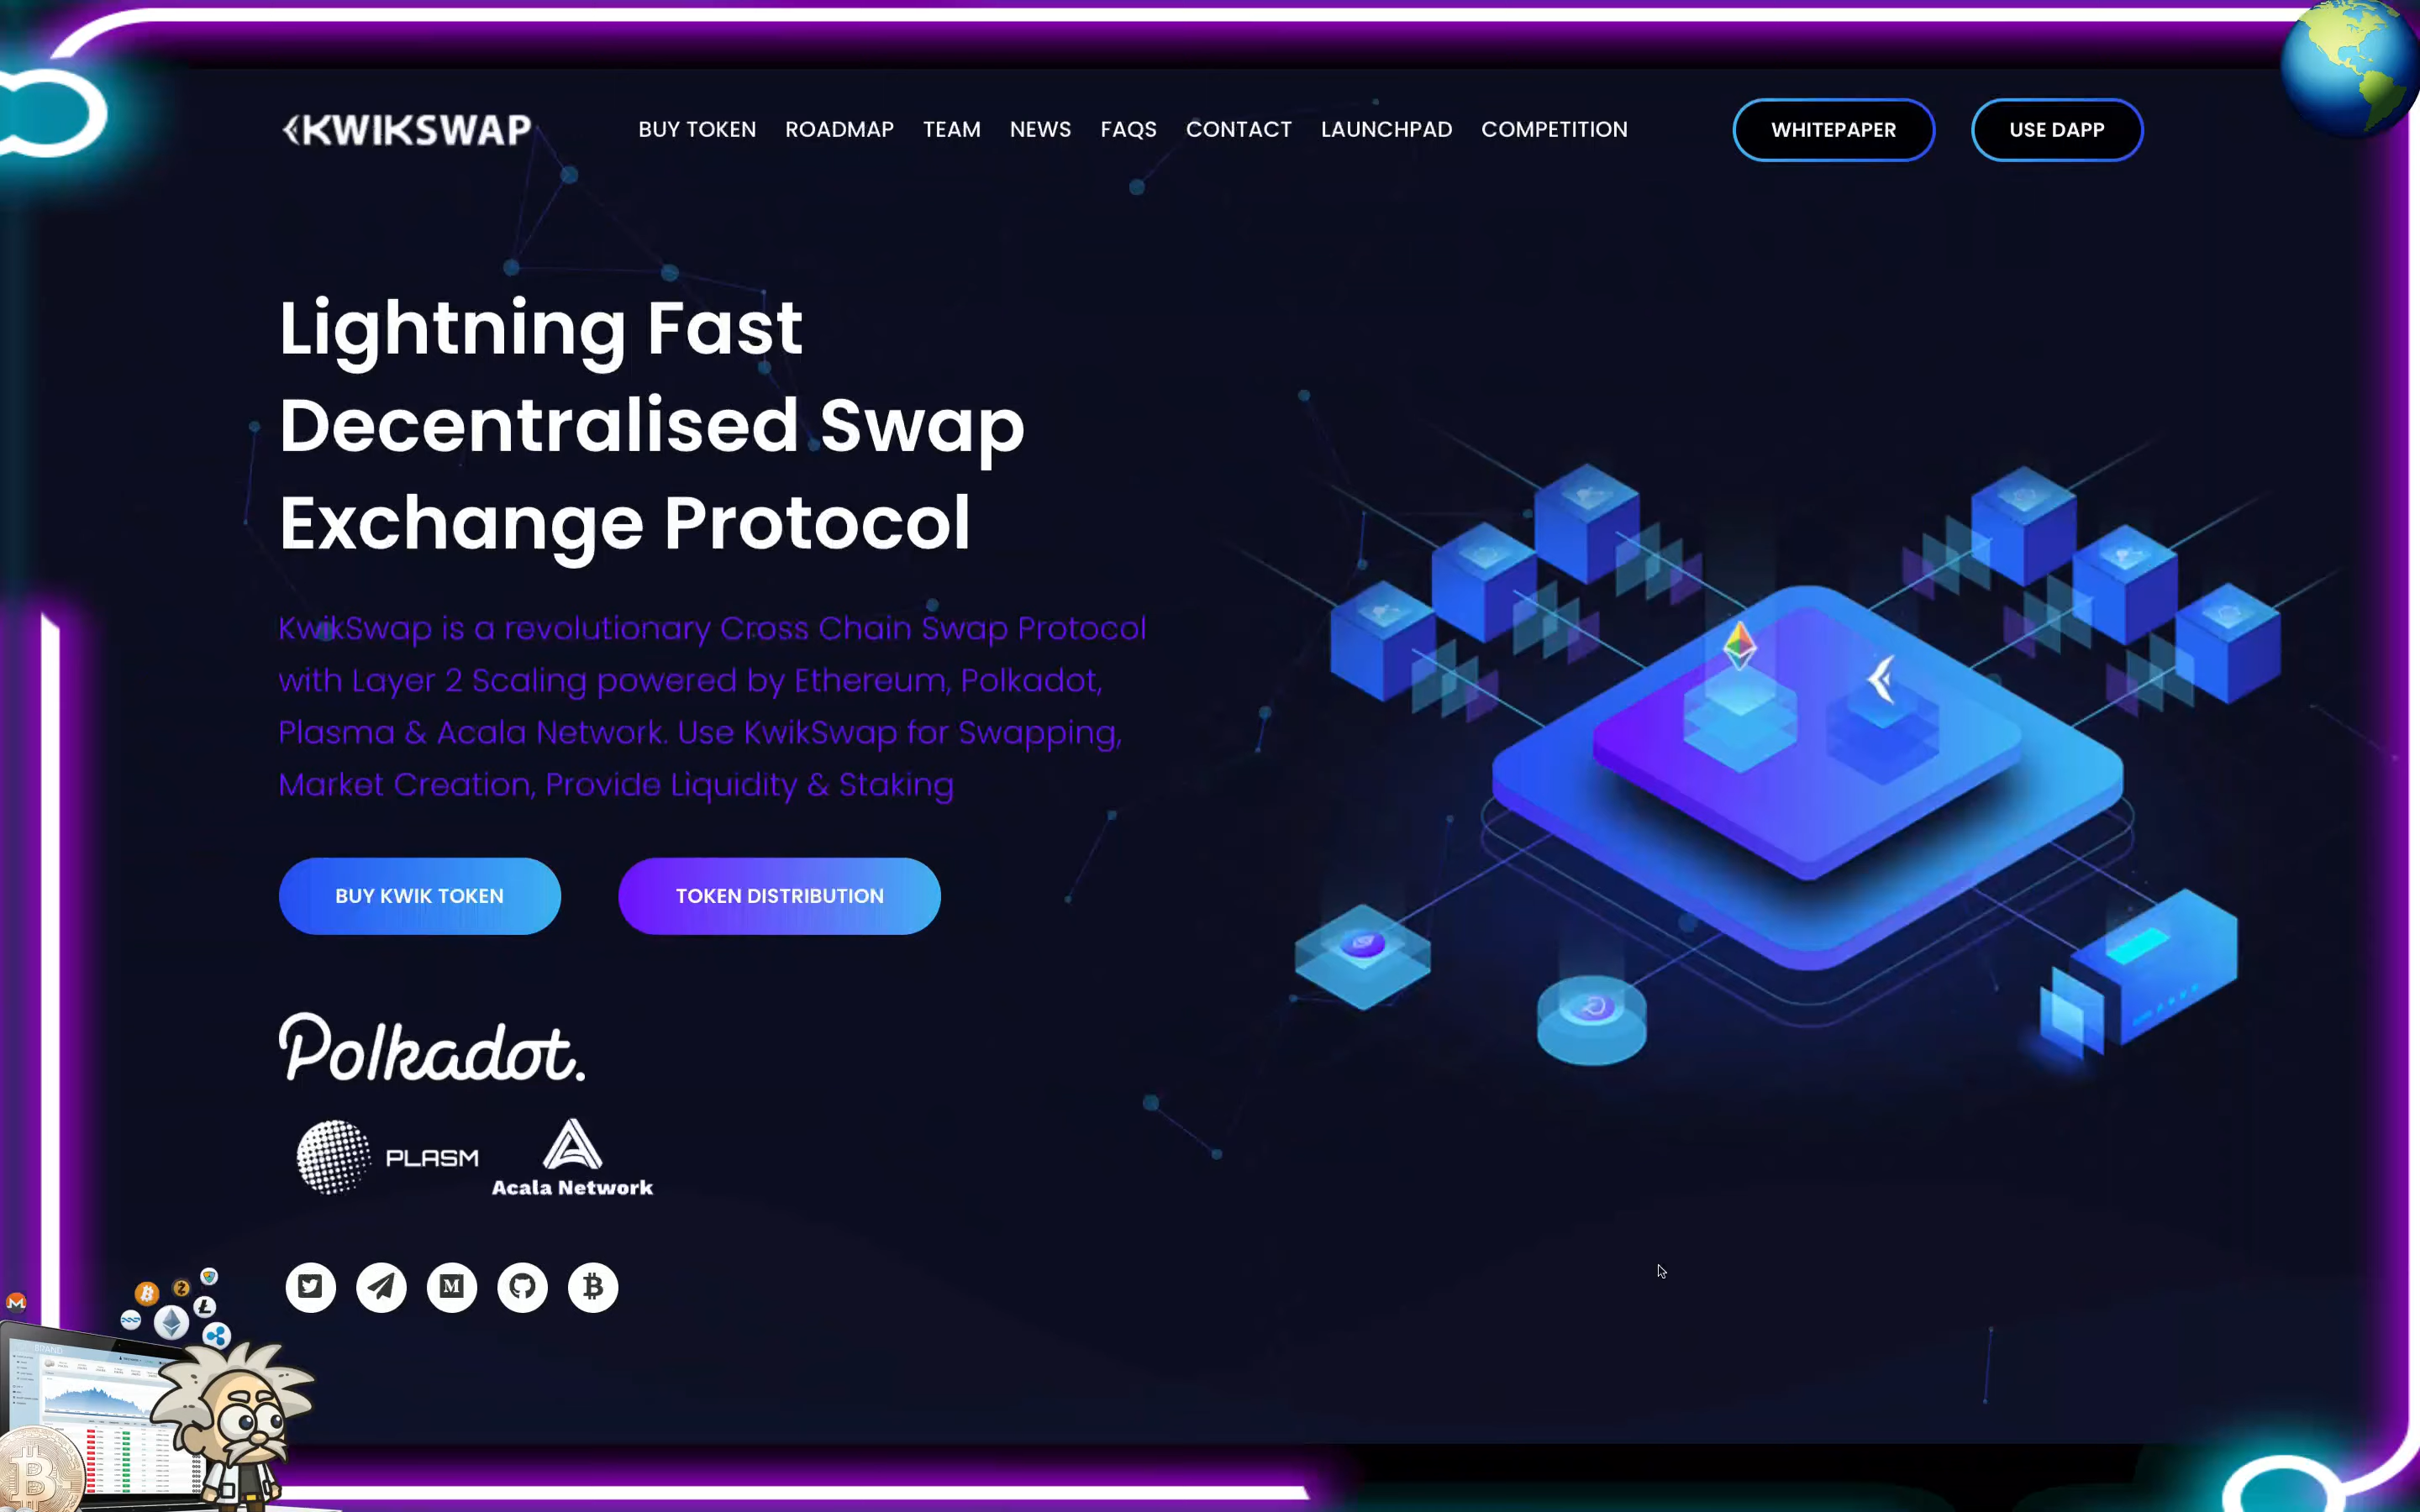 KWIKSWAP
BUY TOKEN ROADMAP TEAM NEWS FAQS CONTACT LAUNCHPAD COMPETITION WHITEPAPER USE DAPP
Lightning Fast
Decentralised Swap
Exchange Protocol
KwikSwap is a revolutionary Cross Chain Swap Protocol
with Layer 2 Scaling powered by Ethereum, Polkadot,
Plasma & Acala Network. Use KwikSwap for Swapping,
Market Creation, Provide Liquidity & Staking
BUY KWIK TOKEN TOKEN DISTRIBUTION
Polkadot.
PLASM
Acala Network